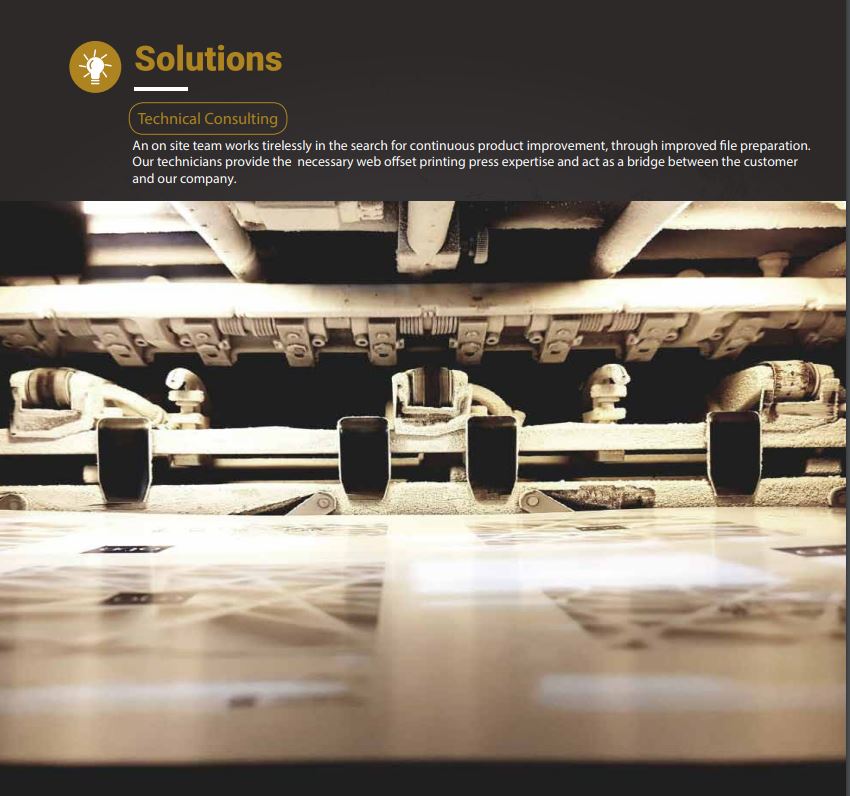 Solutions
Technical Consulting
An on site team works tirelessly in the search for continuous product improvement, through improved file preparation.
Our technicians provide the  necessary web offset printing press expertise and act as a bridge between the customer
and our company.